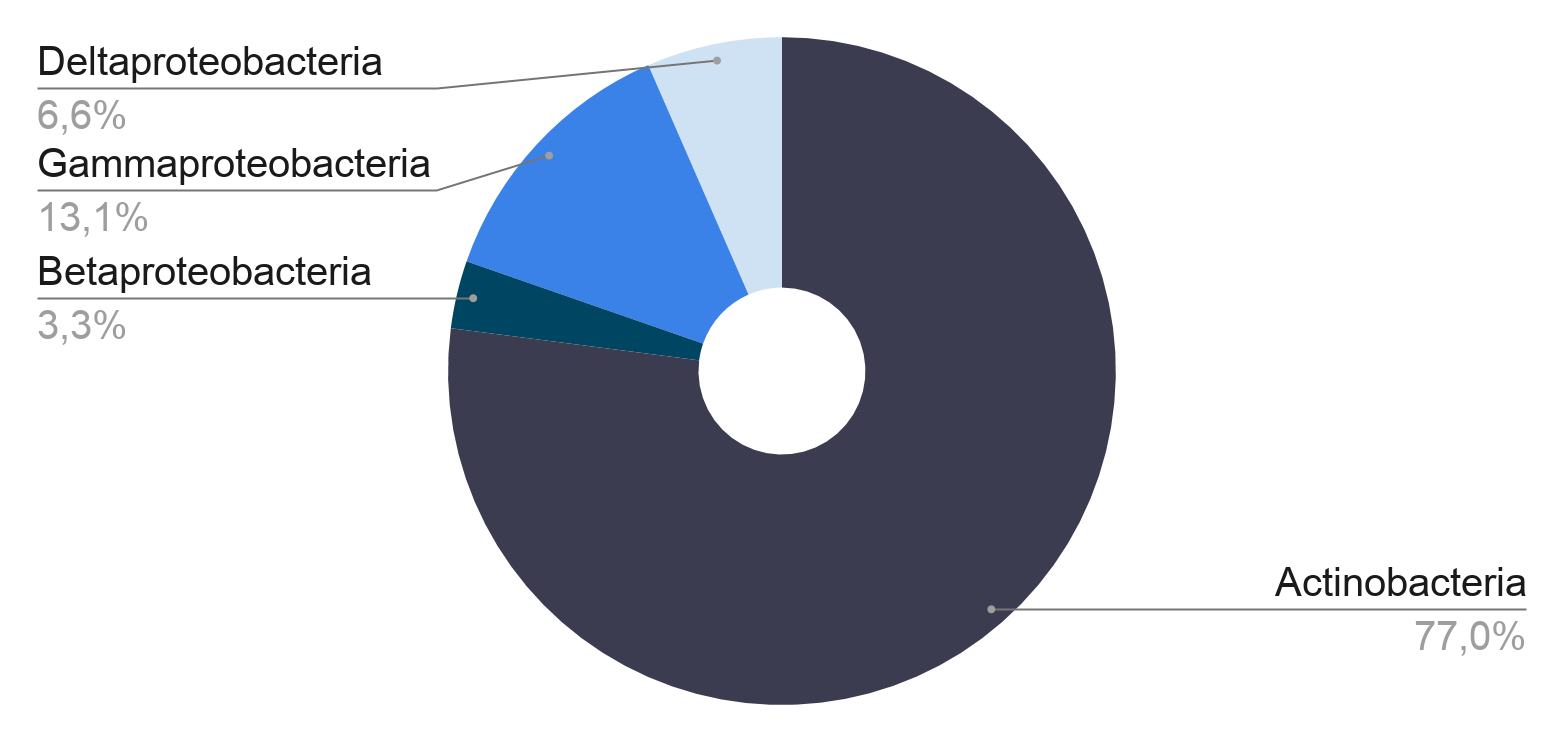 Deltaproteobacteria
6,6%
Gammaproteobacteria
13,1%
Betaproteobacteria
3,3%
Actinobacteria
77,0%